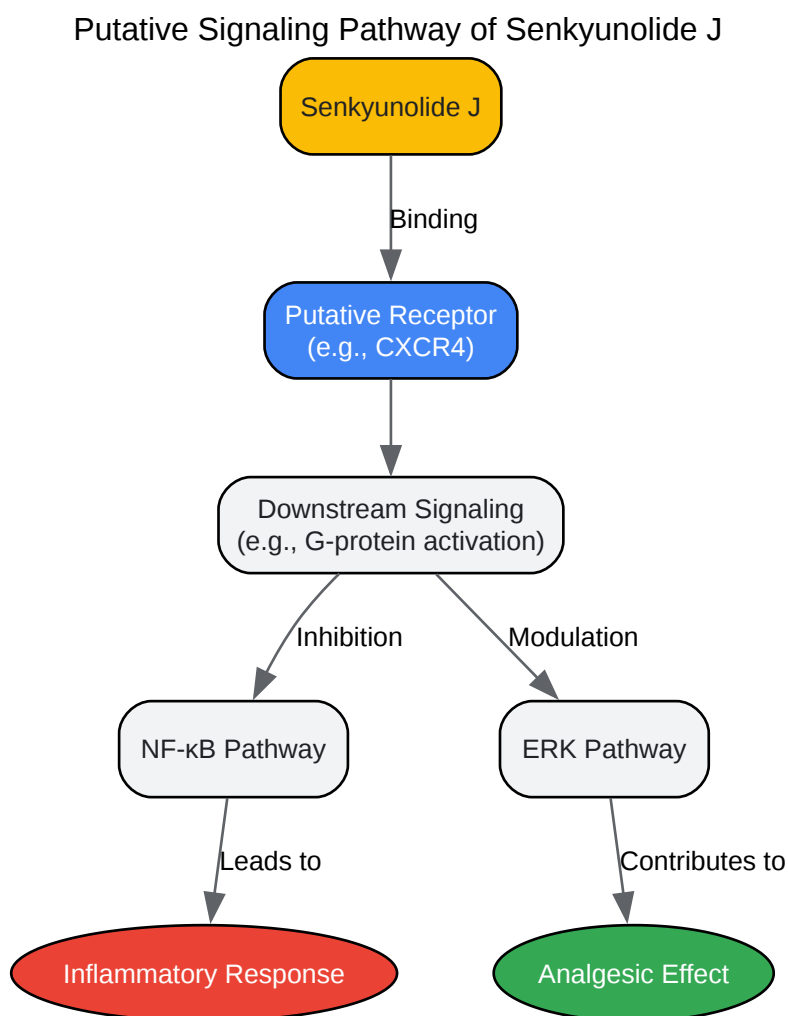 Putative Signaling Pathway of Senkyunolide J
Senkyunolide J
Binding
Putative Receptor
(e.g., CXCR4)
Downstream Signaling
(e.g., G-protein activation)
Inhibition
Modulation
NF-κB Pathway
ERK Pathway
Leads to
Contributes to
Inflammatory Response
Analgesic Effect